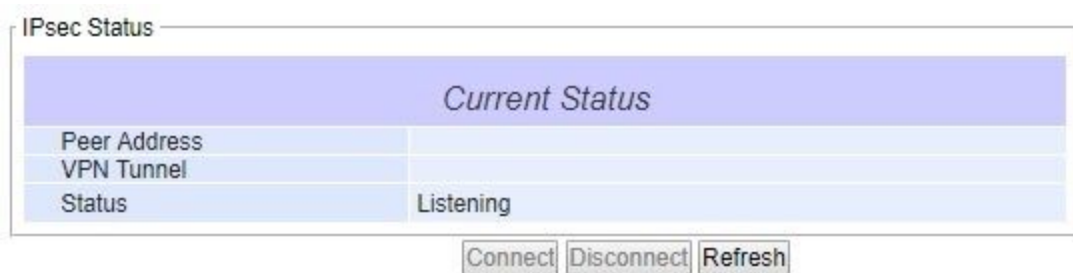 IPsec Status
Current Status
Peer Address
VPN Tunnel
Status Listening
Connect Disconnect Refresh